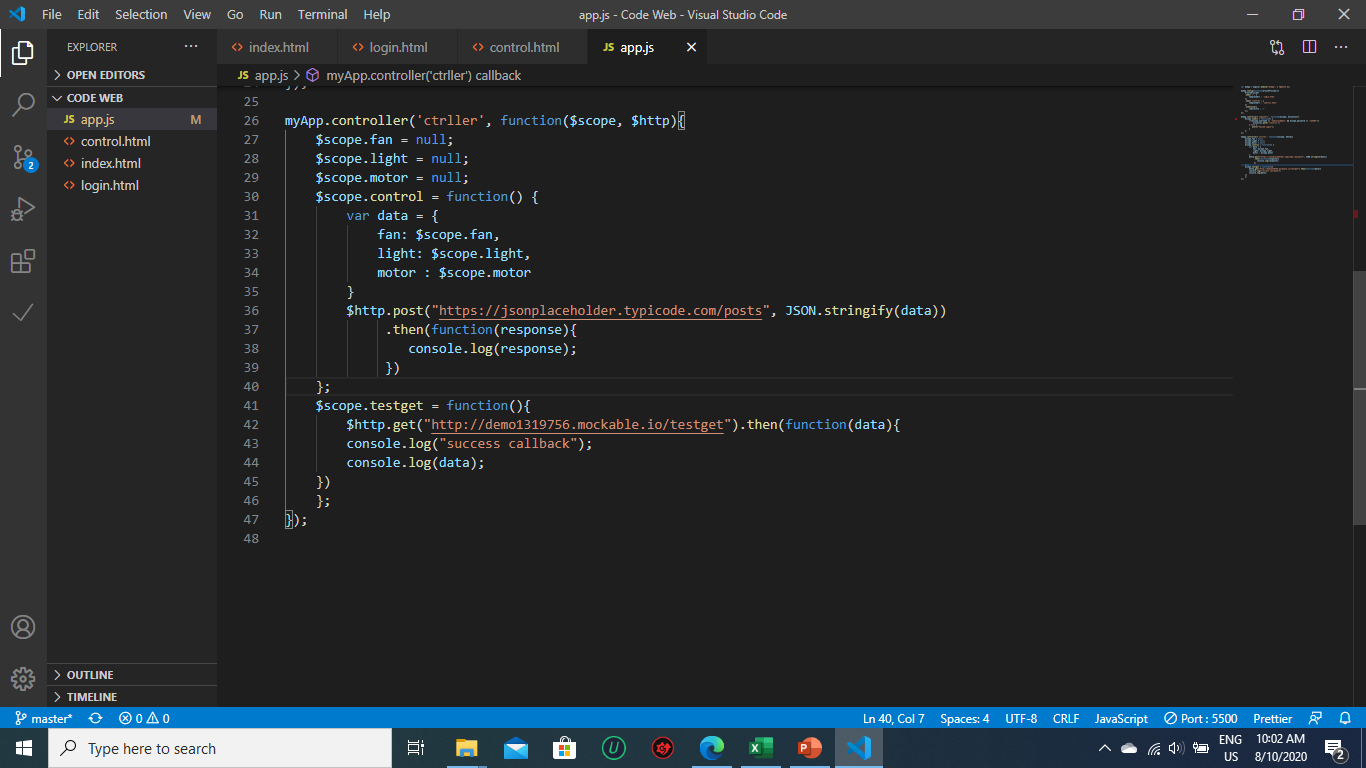 File Edit Selection View Go Run Terminal Help
app.js - Code Web - Visual Studio Code
EXPLORER
OPEN EDITORS
CODE WEB
JS app.js M
control.html
index.html
login.html
2
OUTLINE
TIMELINE
index.html
login.html
control.html
JS app.js
JS app.js > myApp.controller('ctrller') callback
25
26 myApp.controller('ctrller', function($scope, $http){
27 $scope.fan = null;
28 $scope.light = null;
29 $scope.motor = null;
30 $scope.control = function() {
31 var data = {
32 fan: $scope.fan,
33 light: $scope.light,
34 motor : $scope.motor
35 }
36 $http.post("https://jsonplaceholder.typicode.com/posts", JSON.stringify(data))
37 .then(function(response){
38 console.log(response);
39 })
40 };
41 $scope.testget = function(){
42 $http.get("http://demo1319756.mockable.io/testget").then(function(data){
43 console.log("success callback");
44 console.log(data);
45 })
46 };
47 });
48
master* 0 0 Ln 40, Col 7 Spaces: 4 UTF-8 CRLF JavaScript Port : 5500 Prettier
Type here to search
ENG
US
10:02 AM
8/10/2020
2